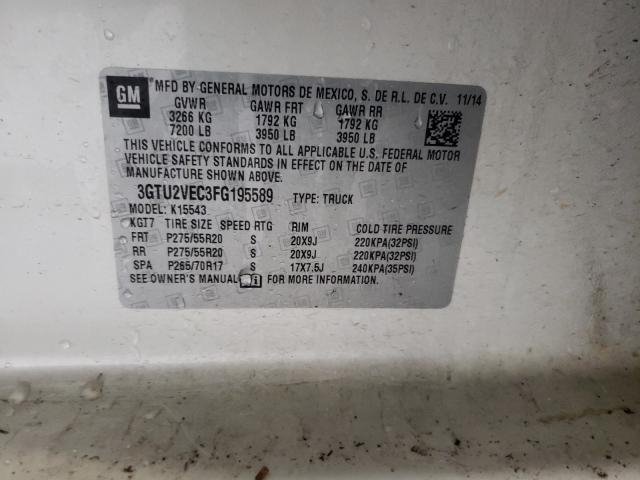 GM
MFD BY GENERAL MOTORS DE MEXICO, S. DE R.L. DE C.V. 11/14
GVWR GAWR FRT GAWR RR
3266 KG 1792 KG 1792 KG
7200 LB 3950 LB 3950 LB
THIS VEHICLE CONFORMS TO ALL APPLICABLE U.S. FEDERAL MOTOR
VEHICLE SAFETY STANDARDS IN EFFECT ON THE DATE OF
MANUFACTURE SHOWN ABOVE.
3GTU2VEC3FG195589 TYPE: TRUCK
MODEL: K15543
KGT7 TIRE SIZE SPEED RTG RIM COLD TIRE PRESSURE
FRT P275/55R20 S 20X9J 220KPA(32PSI)
RR P275/55R20 S 20X9J 220KPA(32PSI)
SPA P265/70R17 S 17X7.5J 240KPA(35PSI)
SEE OWNER'S MANUAL FOR MORE INFORMATION.